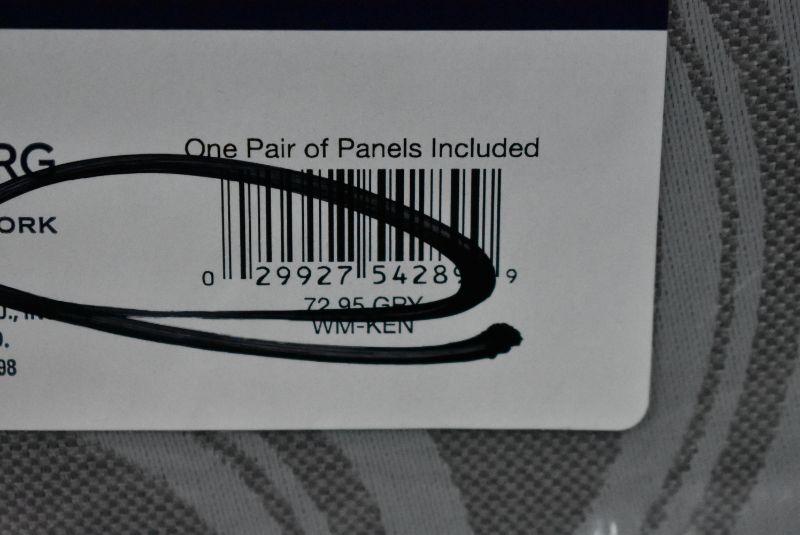 RG
ORK
One Pair of Panels Included
0 29927 54289 9
72.95 GRY
WM-KEN
98